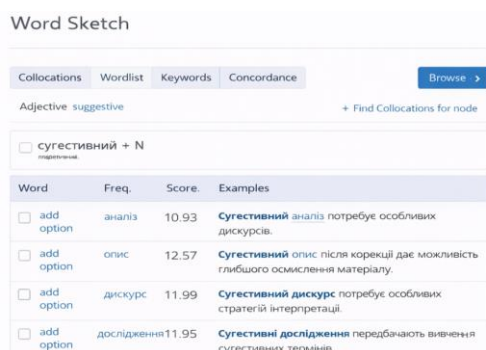 Word Sketch
Collocations Wordlist Keywords Concordance Browse >
Adjective suggestive + Find Collocations for node
сугестивний + N
Word Freq. Score. Examples
add option аналіз 10.93 Сугестивний аналіз потребує особливих
дискурсів.
add option опис 12.57 Сугестивний опис після корекції дає можливість
глибшого осмислення матеріалу.
add option дискурс 11.99 Сугестивний дискурс потребує особливих
стратегій інтерпретації.
add option дослідження 11.95 Сугестивні дослідження передбачають вивчення
сугестивних термінів